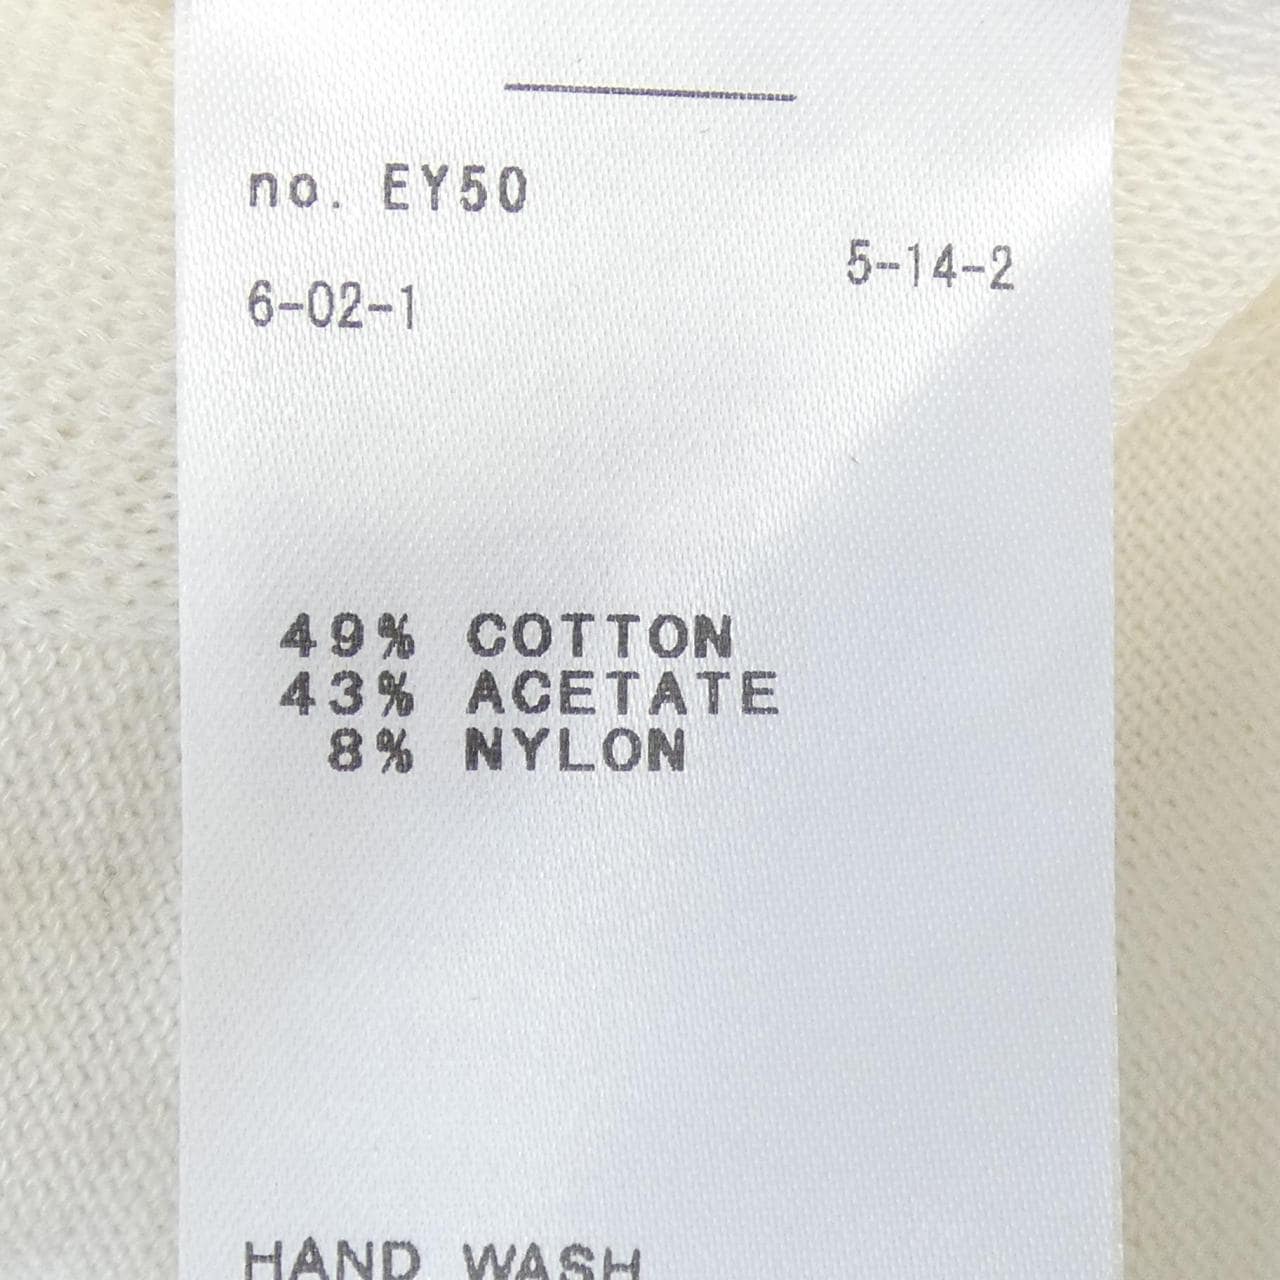 no. EY50
5-14-2
6-02-1
49% COTTON
43% ACETATE
8% NYLON
HAND WASH